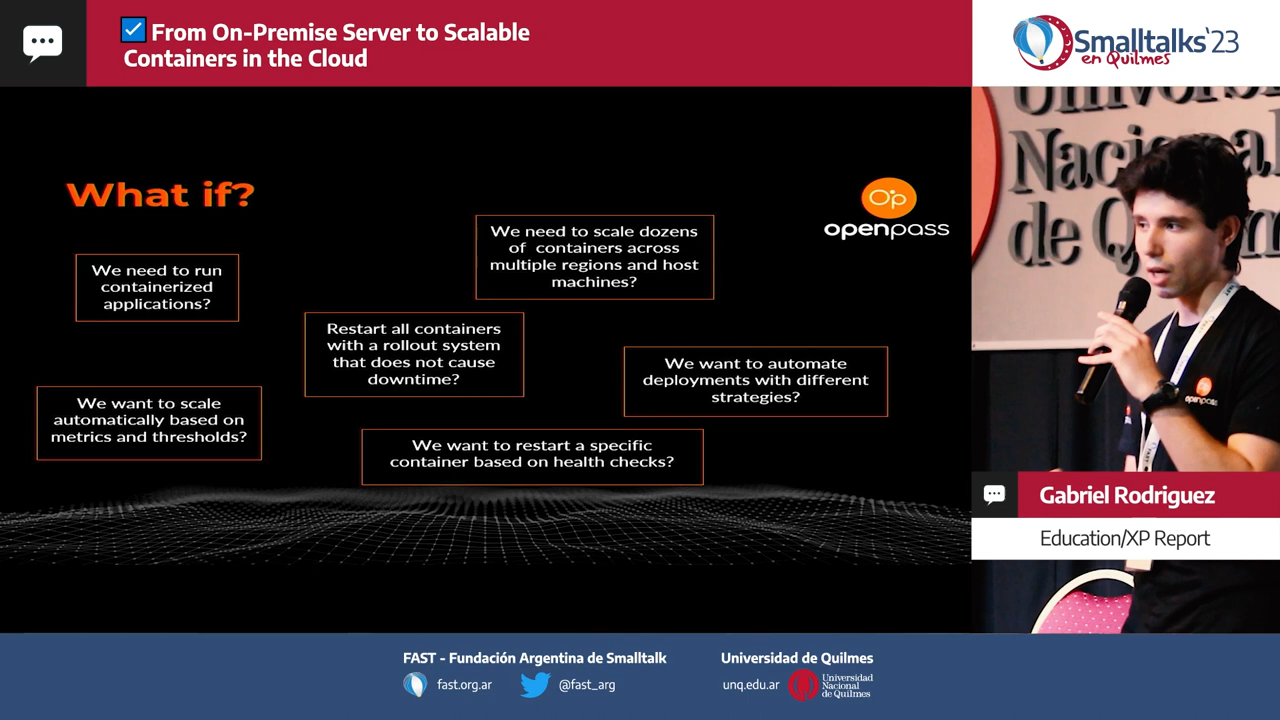 From On-Premise Server to Scalable
Containers in the Cloud
Smalltalks'23
en Quilmes
What if?
Op
openpass
We need to run
containerized
applications?
We need to scale dozens
of containers across
multiple regions and host
machines?
Restart all containers
with a rollout system
that does not cause
downtime?
We want to automate
deployments with different
strategies?
We want to scale
automatically based on
metrics and thresholds?
We want to restart a specific
container based on health checks?
Nacional
de Q
openpass
Gabriel Rodriguez
Education/XP Report
FAST - Fundación Argentina de Smalltalk
fast.org.ar
@fast_arg
Universidad de Quilmes
unq.edu.ar
Universidad
Nacional
de Quilmes